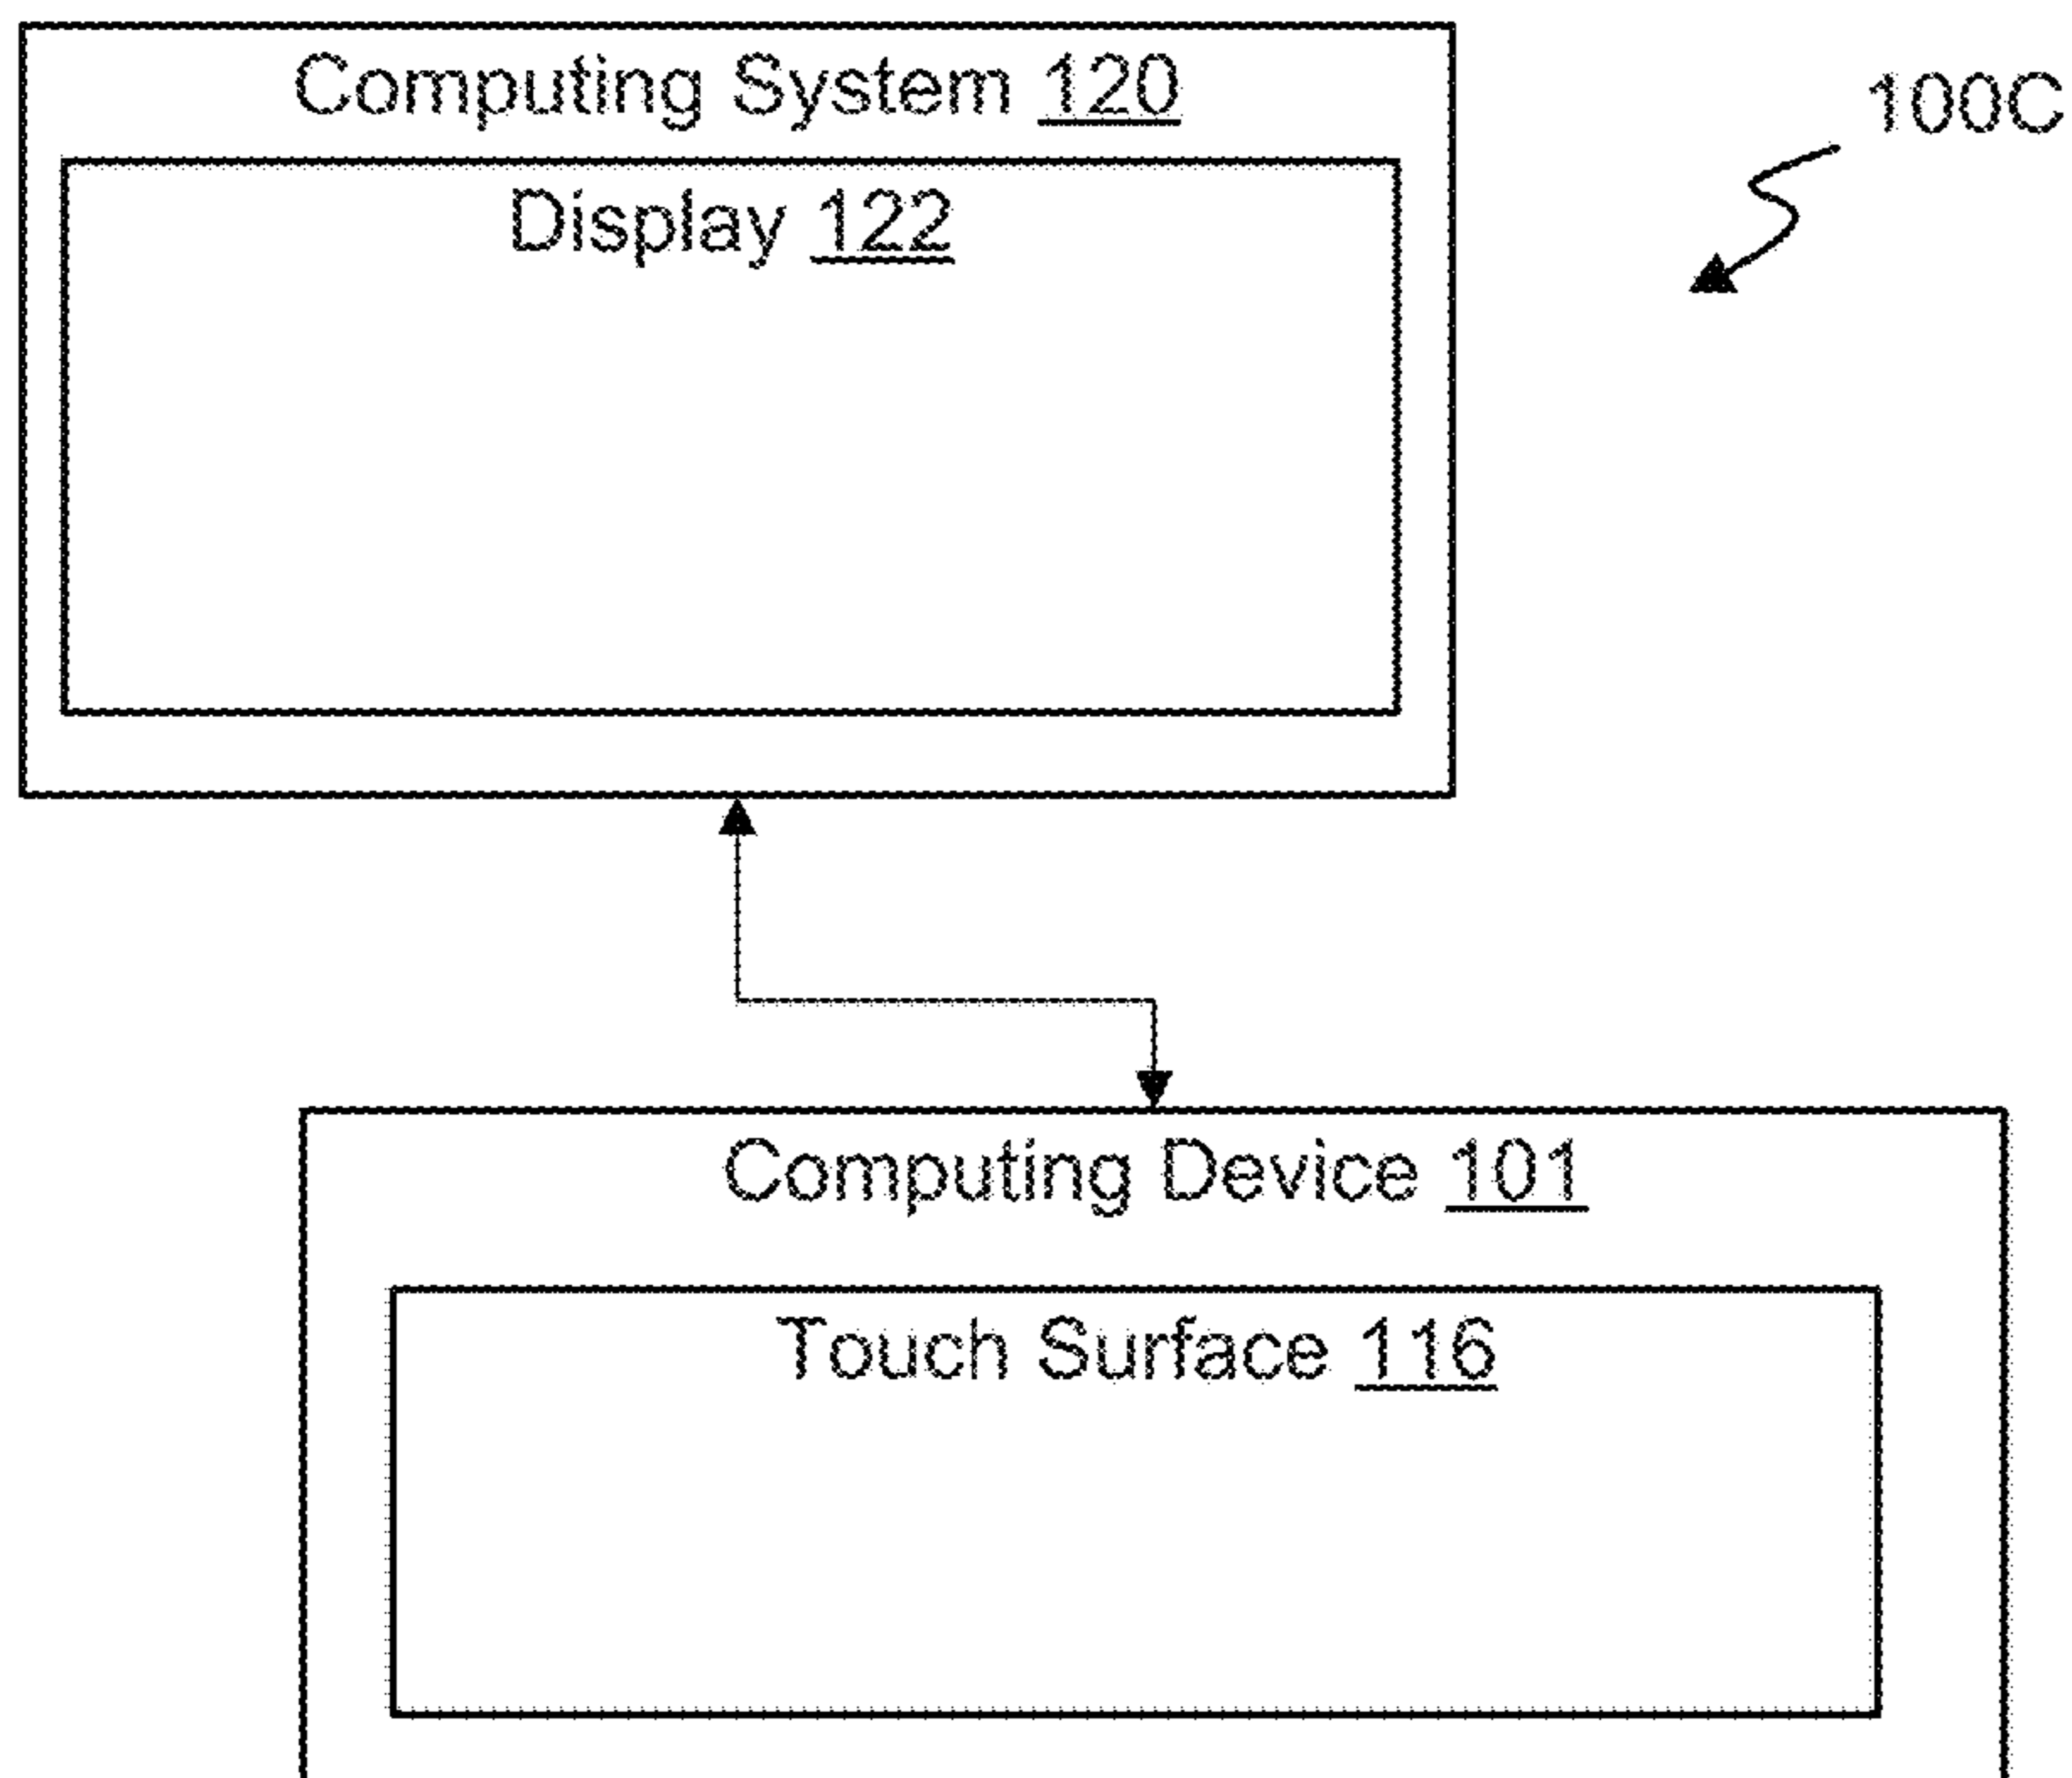 Computing System 120
100C
Display 122
Computing Device 101
Touch Surface 116